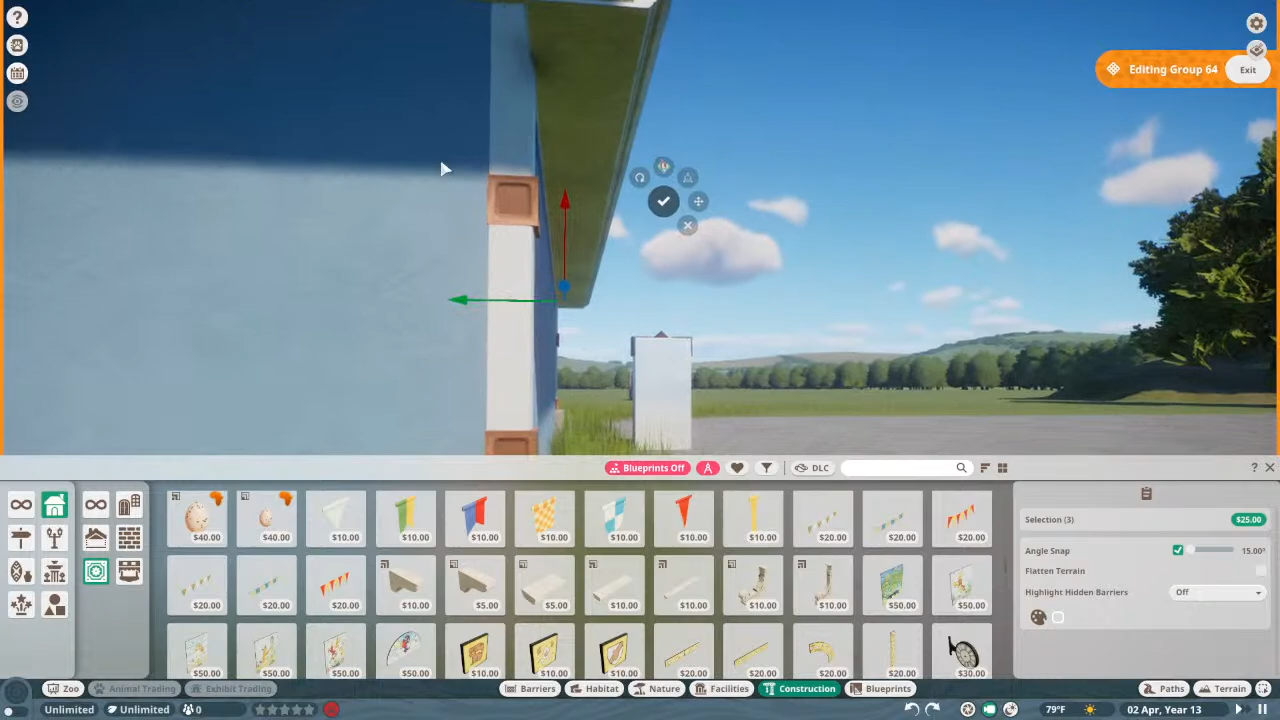 ?
Editing Group 64
Exit
Blueprints Off
DLC
?
$40.00
$40.00
$10.00
$10.00
$10.00
$10.00
$10.00
$10.00
$10.00
$20.00
$20.00
$20.00
$20.00
$20.00
$20.00
$10.00
$5.00
$5.00
$10.00
$10.00
$10.00
$10.00
$50.00
$50.00
$50.00
$50.00
$50.00
$50.00
$10.00
$10.00
$10.00
$20.00
$20.00
$20.00
$20.00
$30.00
Selection (3)
$25.00
Angle Snap
15.00°
Flatten Terrain
Highlight Hidden Barriers
Off
Zoo
Animal Trading
Exhibit Trading
Barriers
Habitat
Nature
Facilities
Construction
Blueprints
Paths
Terrain
Unlimited
Unlimited
0
79°F
02 Apr, Year 13